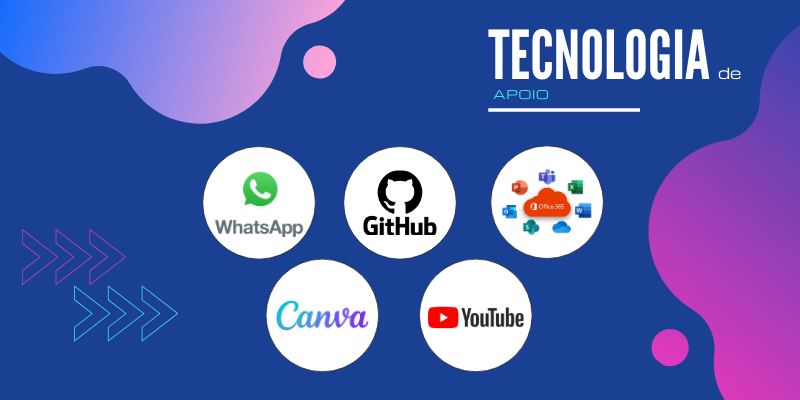 TECNOLOGIA de
APOIO
WhatsApp
GitHub
Office 365
Canva
YouTube